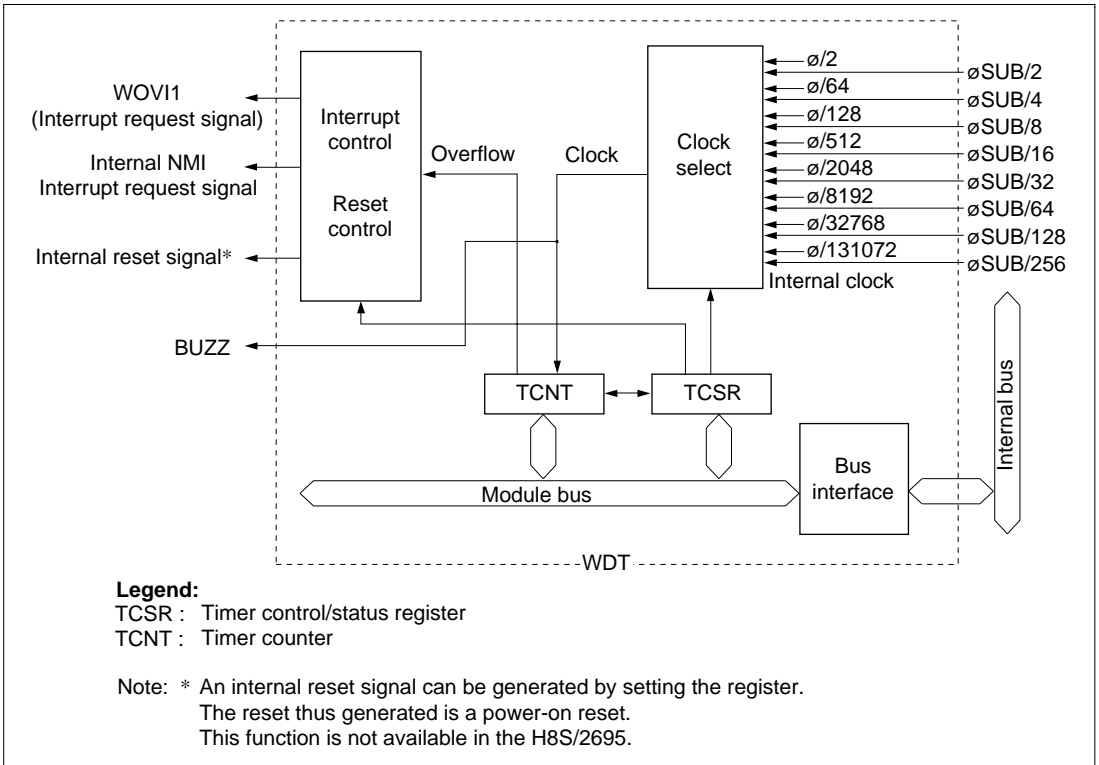 WOVI1
(Interrupt request signal)
Internal NMI
Interrupt request signal
Internal reset signal*
BUZZ
Interrupt
control
Reset
control
Overflow
Clock
Clock
select
ø/2
ø/64
ø/128
ø/512
ø/2048
ø/8192
ø/32768
ø/131072
Internal clock
øSUB/2
øSUB/4
øSUB/8
øSUB/16
øSUB/32
øSUB/64
øSUB/128
øSUB/256
TCNT
TCSR
Module bus
Bus
interface
Internal bus
WDT
Legend:
TCSR : Timer control/status register
TCNT : Timer counter
Note: * An internal reset signal can be generated by setting the register.
The reset thus generated is a power-on reset.
This function is not available in the H8S/2695.